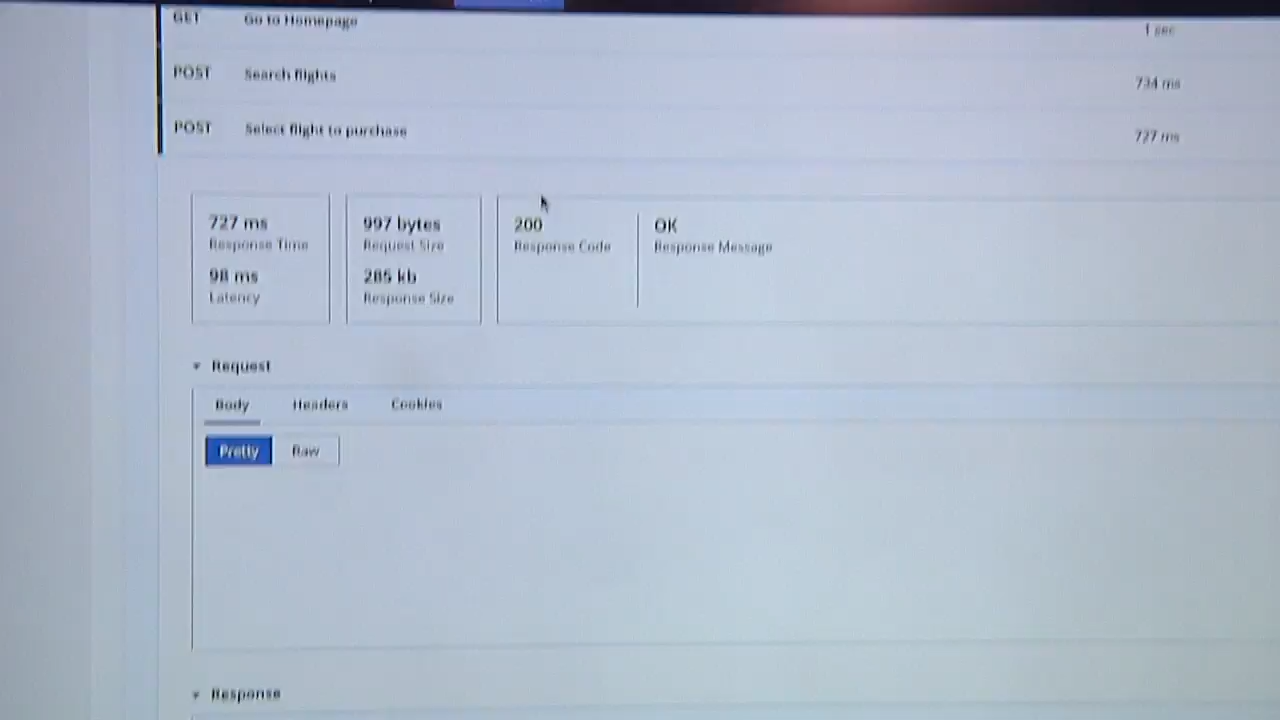 GET Go to Homepage 1 sec
POST Search flights 734 ms
POST Select flight to purchase 727 ms
727 ms
Response Time
98 ms
Latency
997 bytes
Request Size
285 kb
Response Size
200
Response Code
OK
Response Message
Request
Body Headers Cookies
Pretty Raw
Response